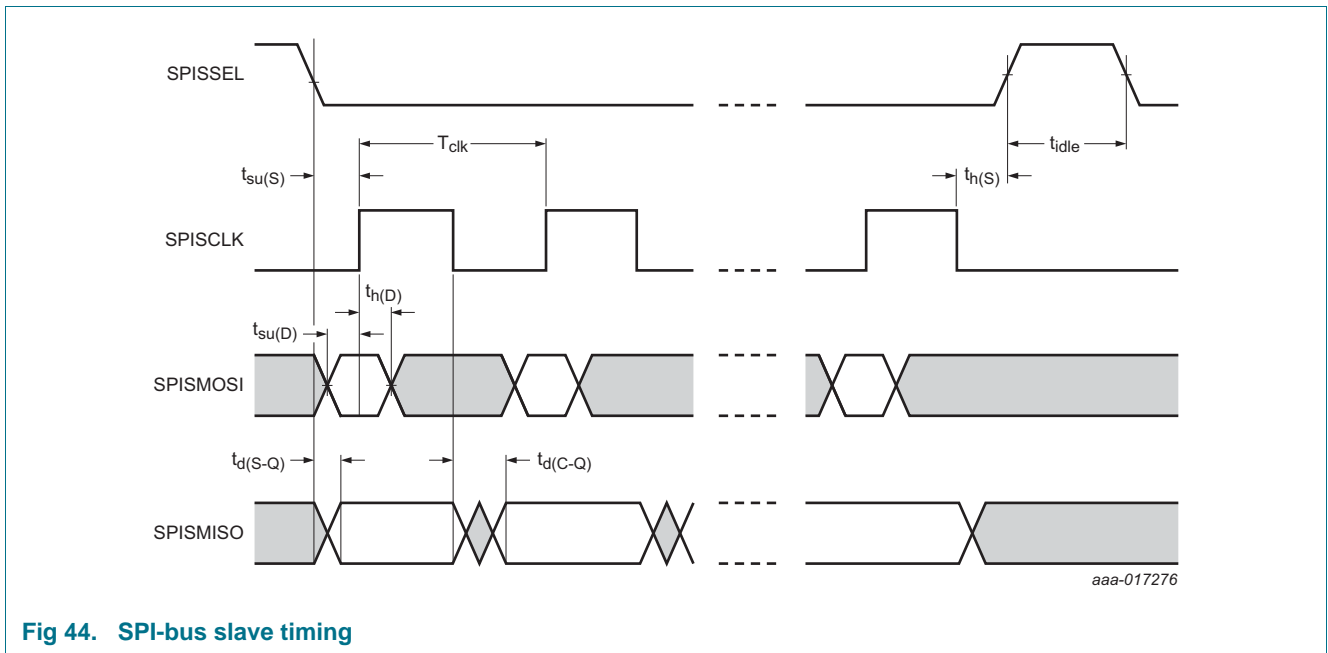 SPISSEL
Tclk
tidle
tsu(S)
th(S)
SPISCLK
th(D)
tsu(D)
SPISMOSI
td(S-Q)
td(C-Q)
SPISMISO
aaa-017276
Fig 44. SPI-bus slave timing